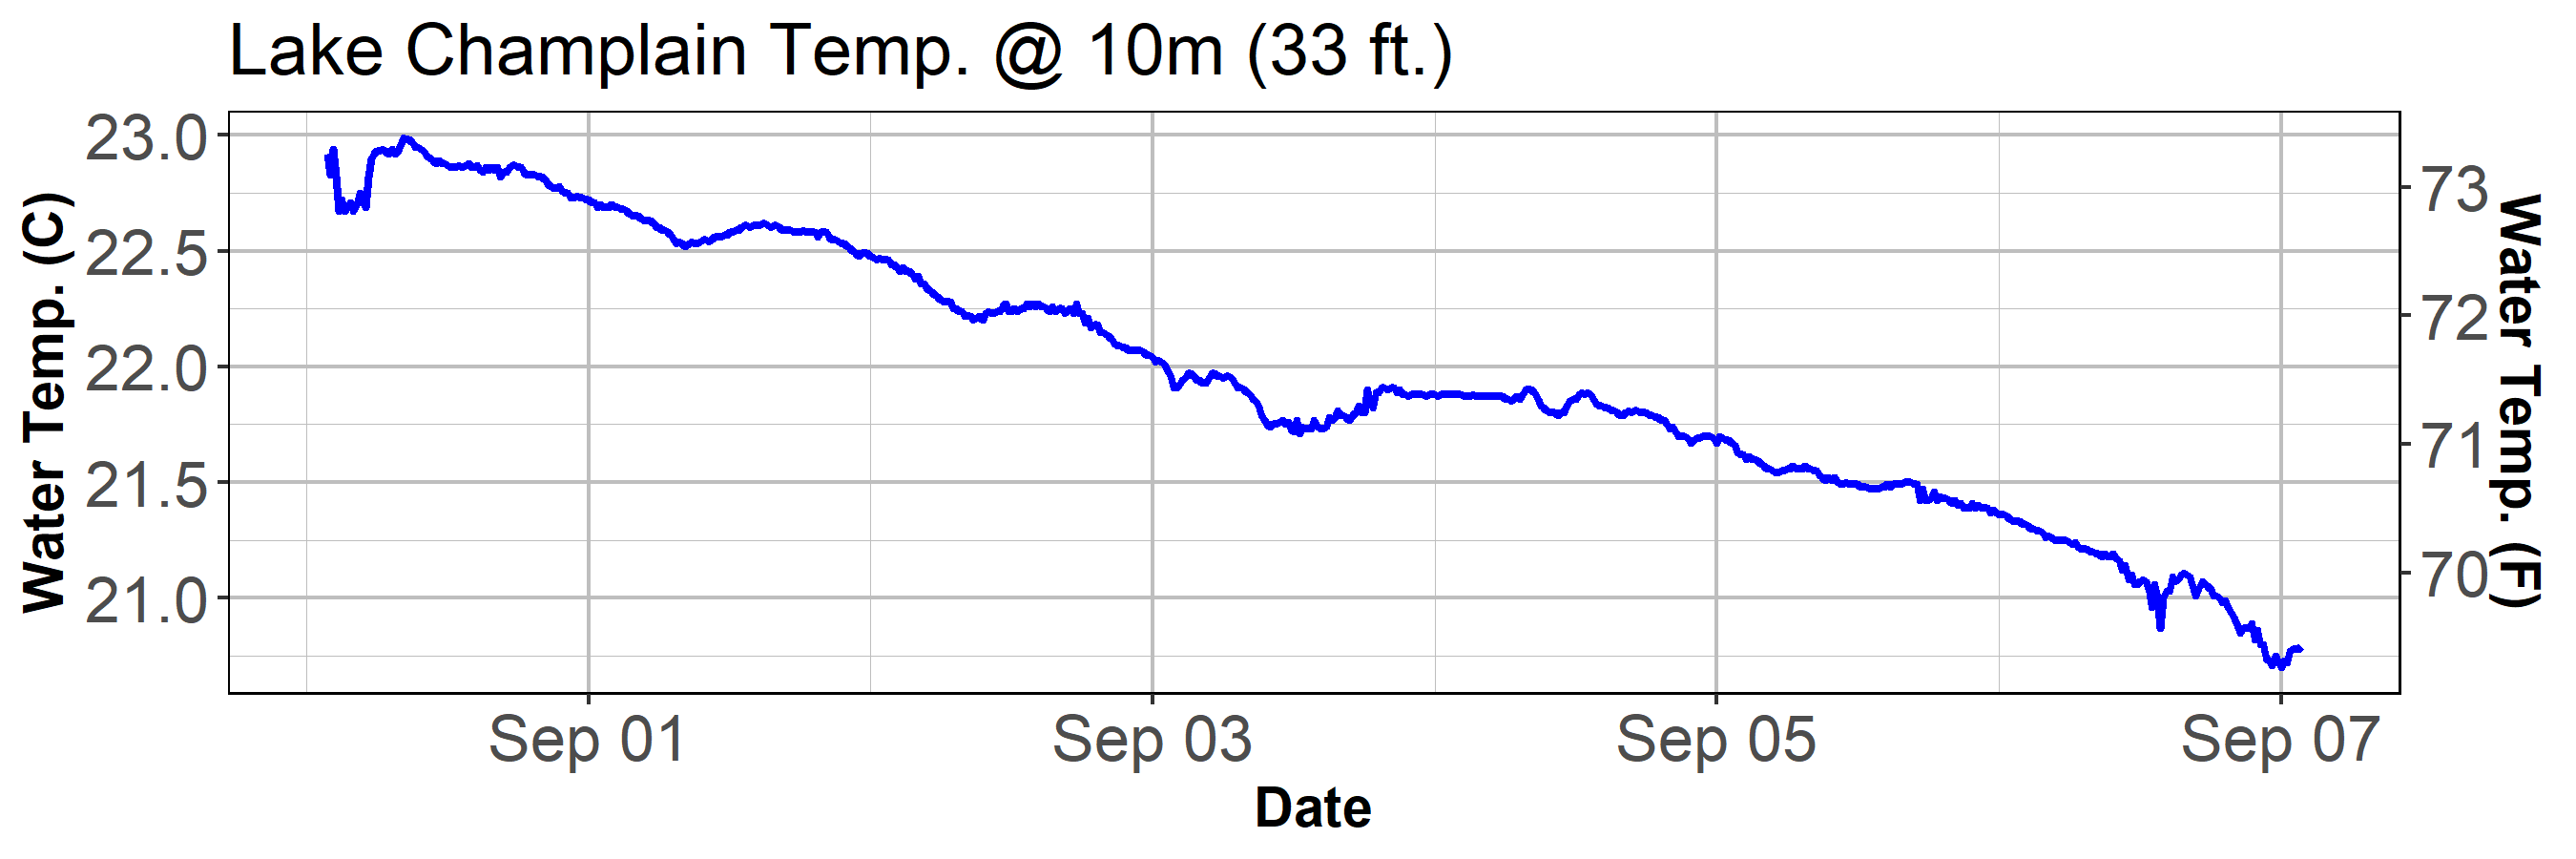 Lake Champlain Temp. @ 10m (33 ft.)
Water Temp. (C)
23.0
22.5
22.0
21.5
21.0
73
72
71
70
Water Temp. (F)
Sep 01 Sep 03 Sep 05 Sep 07
Date